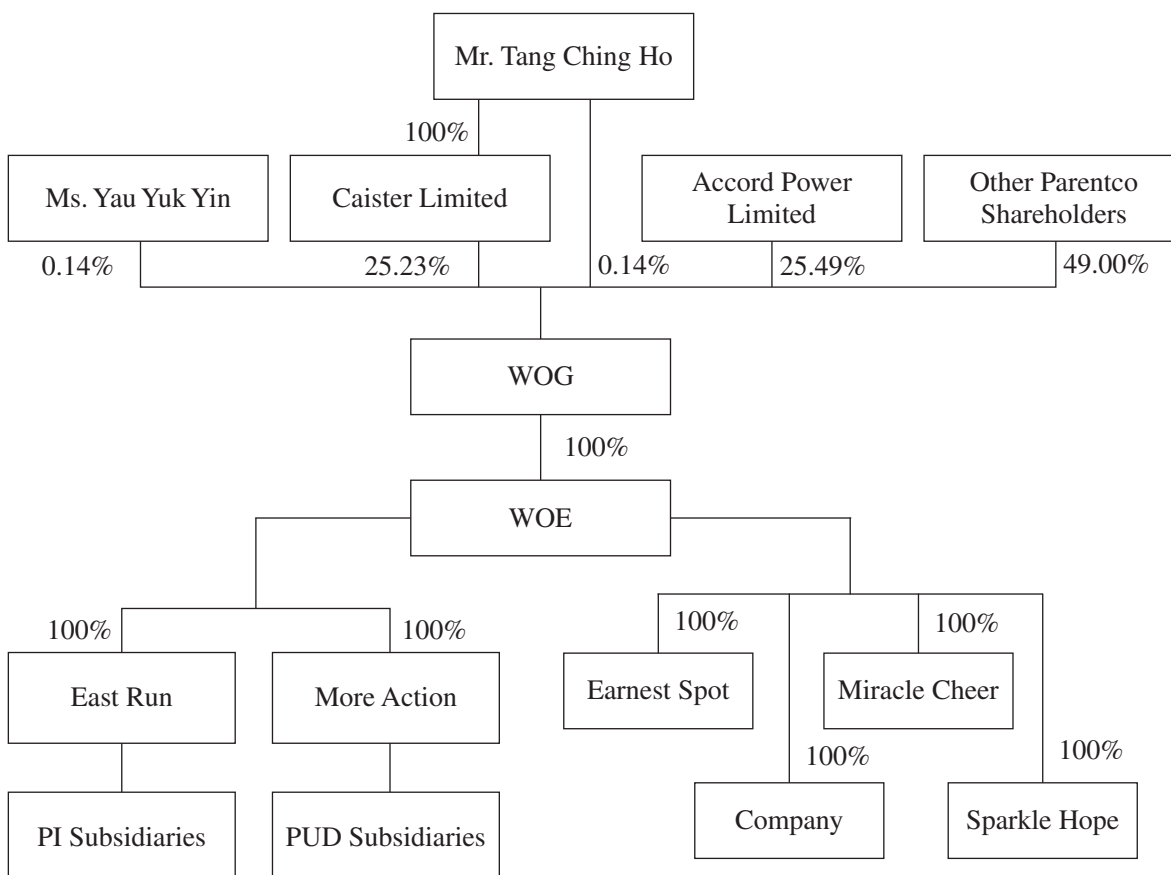 Mr. Tang Ching Ho
100%
Ms. Yau Yuk Yin
Caister Limited
Accord Power
Limited
Other Parentco
Shareholders
0.14%
25.23%
0.14%
25.49%
49.00%
WOG
100%
WOE
100%
100%
100%
100%
East Run
More Action
Earnest Spot
Miracle Cheer
100%
100%
PI Subsidiaries
PUD Subsidiaries
Company
Sparkle Hope